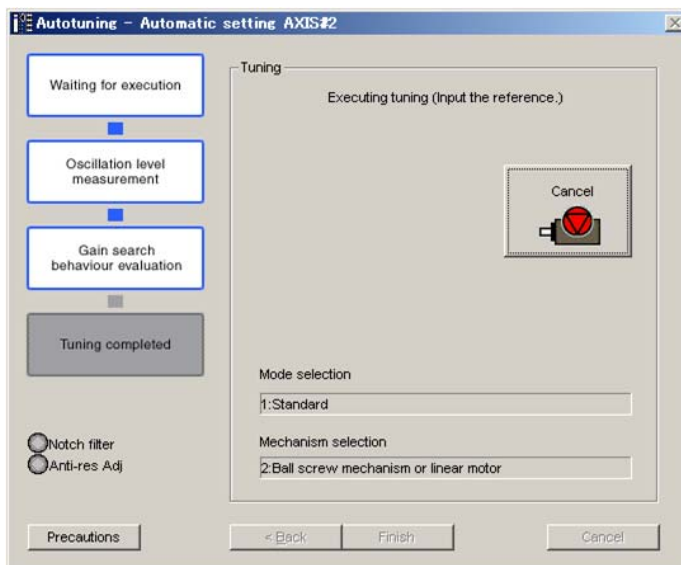 Autotuning - Automatic setting AXIS#2
Waiting for execution
Oscillation level
measurement
Gain search
behaviour evaluation
Tuning completed
Notch filter
Anti-res Adj
Precautions
Tuning
Executing tuning (Input the reference.)
Cancel
Mode selection
1:Standard
Mechanism selection
2:Ball screw mechanism or linear motor
< Back
Finish
Cancel